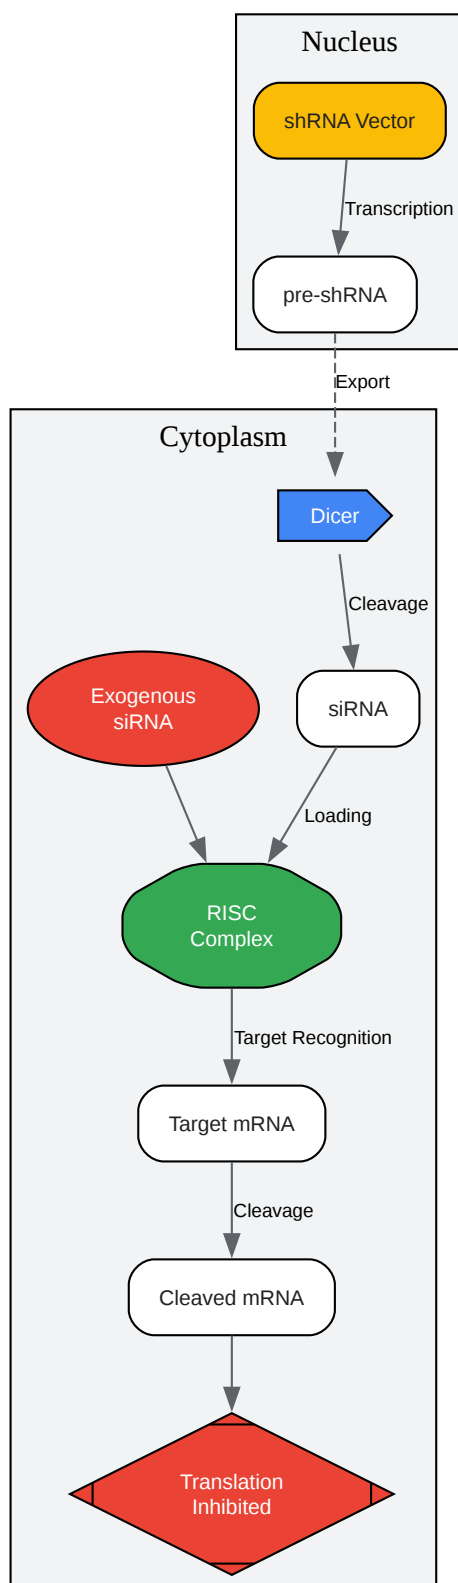 Nucleus
shRNA Vector
Transcription
pre-shRNA
Export
Cytoplasm
Dicer
Cleavage
Exogenous
siRNA
siRNA
Loading
RISC
Complex
Target Recognition
Target mRNA
Cleavage
Cleaved mRNA
Translation
Inhibited